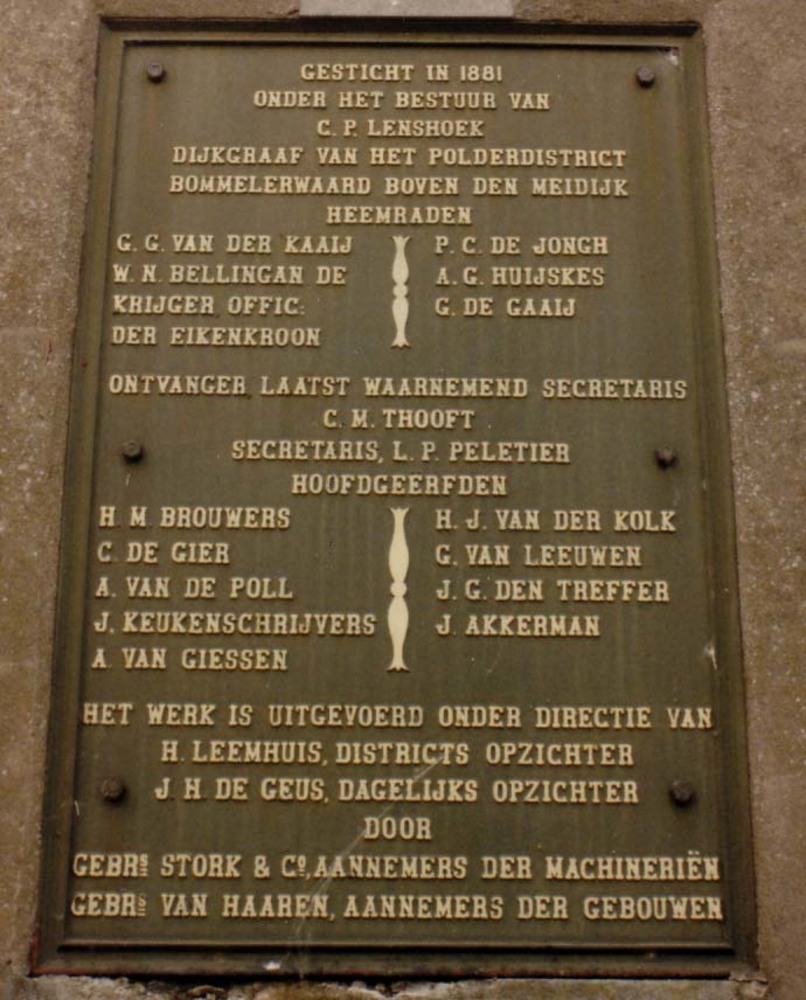 GESTICHT IN 1881
ONDER HET BESTUUR VAN
C. P. LENSHOEK
DIJKGRAAF VAN HET POLDERDISTRICT
BOMMELERWAARD BOVEN DEN MEIDIJK
HEEMRADEN
G. G. VAN DER KAAIJ
W. N. BELLINGAN DE
KRIJGER OFFIC:
DER EIKENKROON
P. C. DE JONGH
A. G. HUIJSKES
G. DE GAAIJ
ONTVANGER LAATST WAARNEMEND SECRETARIS
C. M. THOOFT
SECRETARIS, L. P. PELETIER
HOOFDGEERFDEN
H. M. BROUWERS
C. DE GIER
A. VAN DE POLL
J. KEUKENSCHRIJVERS
A. VAN GIESSEN
H. J. VAN DER KOLK
G. VAN LEEUWEN
J. G. DEN TREFFER
J. AKKERMAN
HET WERK IS UITGEVOERD ONDER DIRECTIE VAN
H. LEEMHUIS, DISTRICTS OPZICHTER
J. H. DE GEUS, DAGELIJKS OPZICHTER
DOOR
GEBRS STORK & Co, AANNEMERS DER MACHINERIËN
GEBRS VAN HAAREN, AANNEMERS DER GEBOUWEN